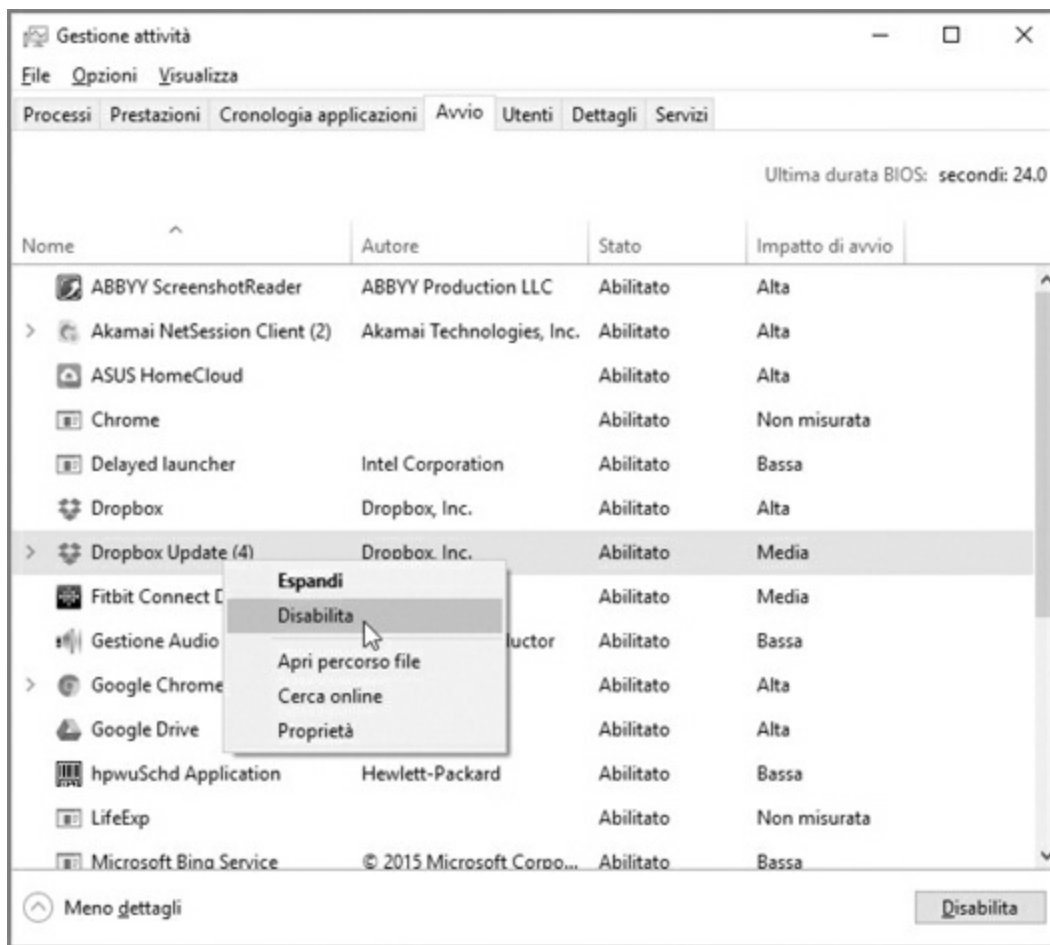 Gestione attività
File Opzioni Visualizza
Processi Prestazioni Cronologia applicazioni Avvio Utenti Dettagli Servizi
Ultima durata BIOS: secondi: 24.0
Nome Autore Stato Impatto di avvio
ABBYY ScreenshotReader ABBYY Production LLC Abilitato Alta
Akamai NetSession Client (2) Akamai Technologies, Inc. Abilitato Alta
ASUS HomeCloud Abilitato Alta
Chrome Abilitato Non misurata
Delayed launcher Intel Corporation Abilitato Bassa
Dropbox Dropbox, Inc. Abilitato Alta
Dropbox Update (4) Dropbox, Inc. Abilitato Media
Espandi
Fitbit Connect Abilitato Media
Disabilita
Gestione Audio Abilitato Bassa
Apri percorso file
Google Chrome Abilitato Alta
Cerca online
Google Drive Abilitato Alta
Proprietà
hpwuSchd Application Hewlett-Packard Abilitato Bassa
LifeExp Abilitato Non misurata
Microsoft Bing Service © 2015 Microsoft Corpo... Abilitato Bassa
Meno dettagli Disabilita